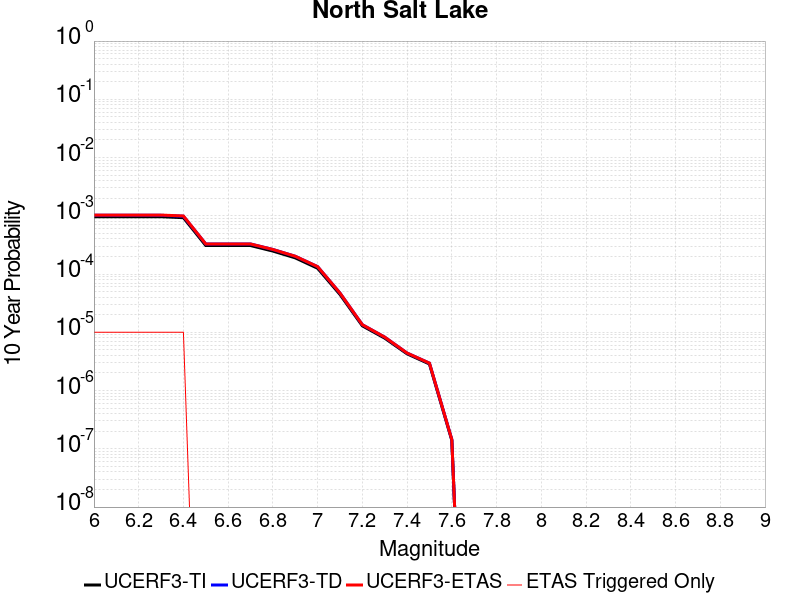 North Salt Lake
10 0
10 -1
10 -2
10 -3
10 -4
10 -5
10 -6
10 -7
10 -8
10 Year Probability
6 6.2 6.4 6.6 6.8 7 7.2 7.4 7.6 7.8 8 8.2 8.4 8.6 8.8 9
Magnitude
UCERF3-TI UCERF3-TD UCERF3-ETAS ETAS Triggered Only